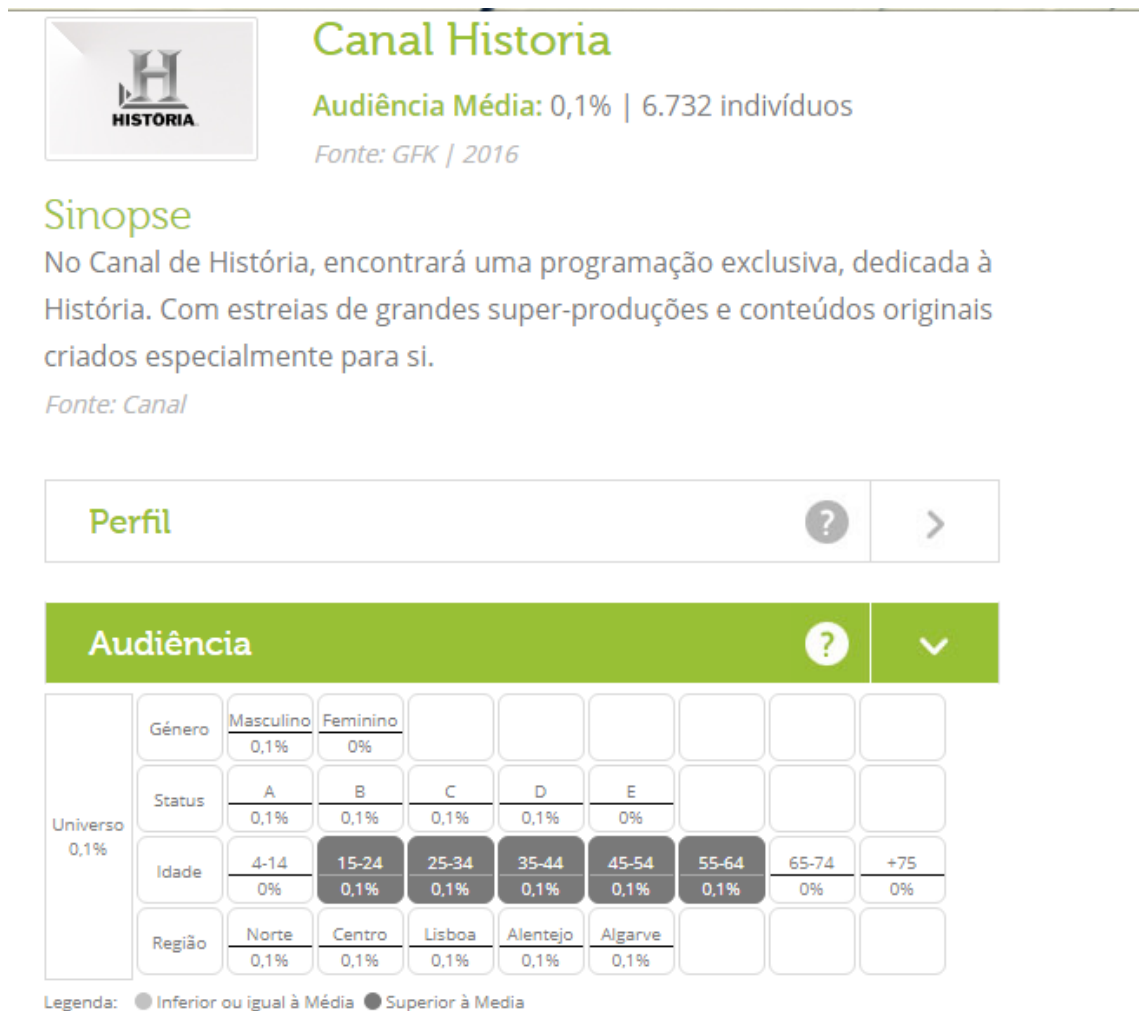 Canal Historia
H
HISTORIA
Audiência Média: 0,1% | 6.732 indivíduos
Fonte: GFK | 2016
Sinopse
No Canal de História, encontrará uma programação exclusiva, dedicada à
História. Com estreias de grandes super-produções e conteúdos originais
criados especialmente para si.
Fonte: Canal
Perfil ?
Audiência ?
Universo
0,1%
Género Masculino Feminino
0,1% 0%
Status A B C D E
0,1% 0,1% 0,1% 0,1% 0%
Idade 4-14 15-24 25-34 35-44 45-54 55-64 65-74 +75
0% 0,1% 0,1% 0,1% 0,1% 0,1% 0% 0%
Região Norte Centro Lisboa Alentejo Algarve
0,1% 0,1% 0,1% 0,1% 0,1%
Legenda: Inferior ou igual à Média Superior à Media